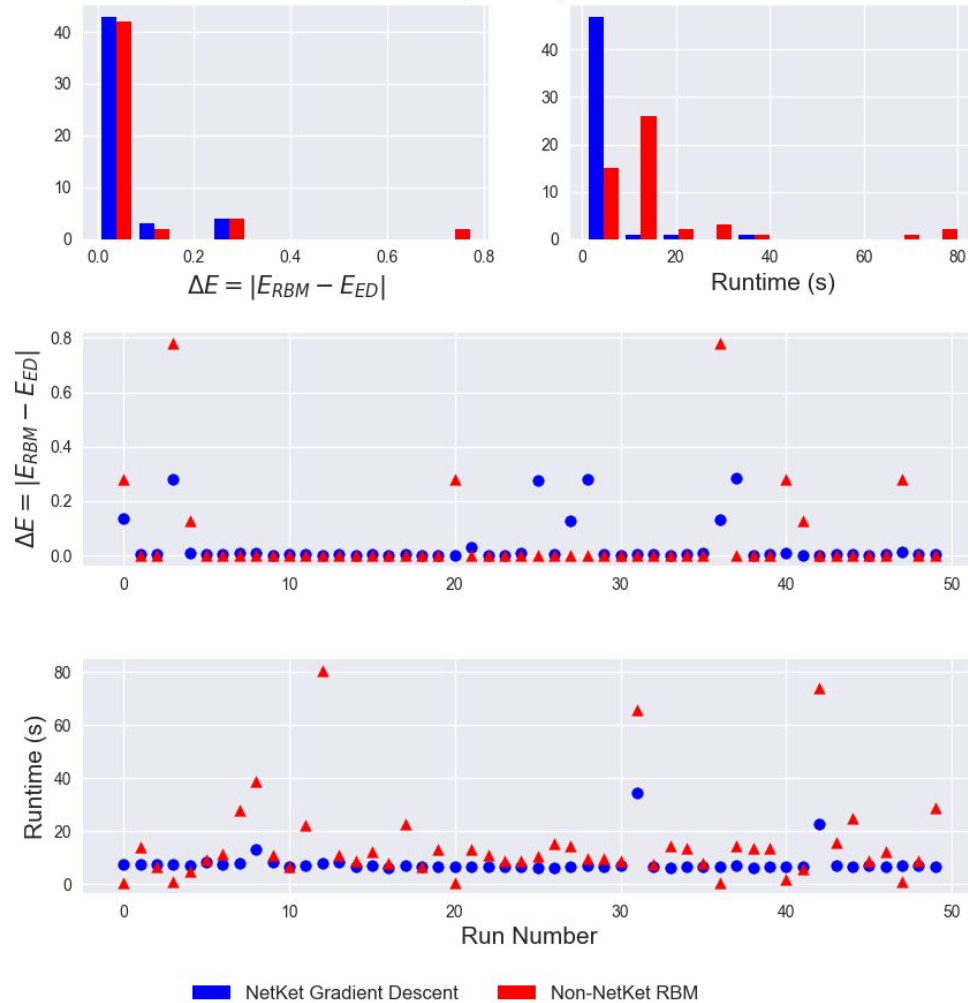 40
30
20
10
0
0.0 0.2 0.4 0.6 0.8
ΔE = |E_RBM − E_ED|
40
30
20
10
0
0 20 40 60 80
Runtime (s)
ΔE = |E_RBM − E_ED|
0.8
0.6
0.4
0.2
0.0
0 10 20 30 40 50
Runtime (s)
80
60
40
20
0
0 10 20 30 40 50
Run Number
NetKet Gradient Descent Non-NetKet RBM